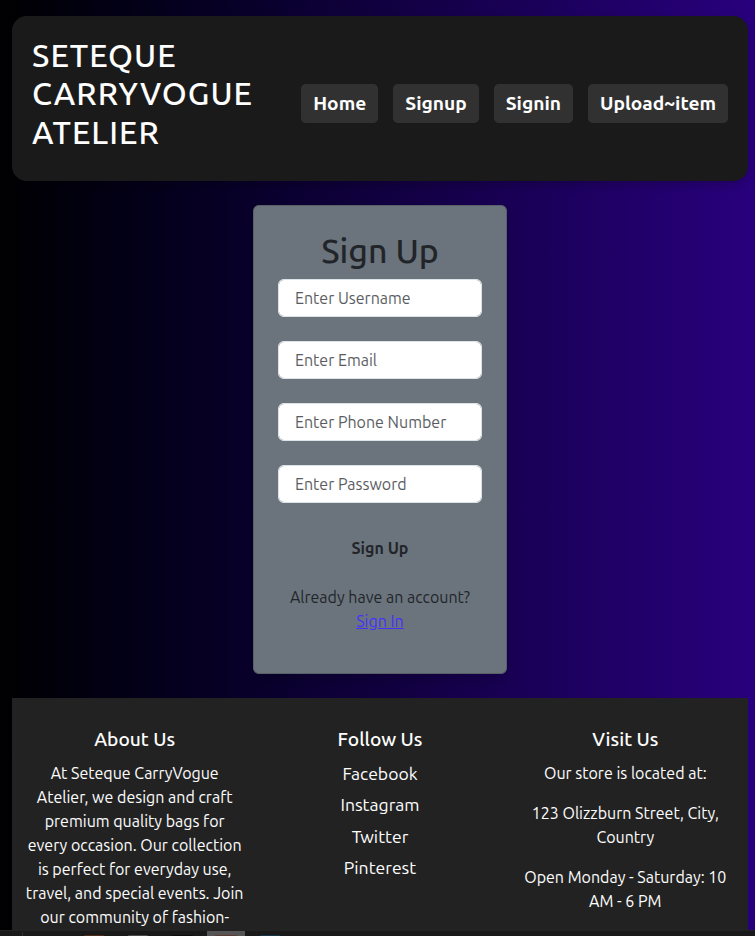 SETEQUE
CARRYVOGUE
ATELIER
Home
Signup
Signin
Upload~item
Sign Up
Enter Username
Enter Email
Enter Phone Number
Enter Password
Sign Up
Already have an account?
Sign In
About Us
At Seteque CarryVogue
Atelier, we design and craft
premium quality bags for
every occasion. Our collection
is perfect for everyday use,
travel, and special events. Join
our community of fashion-
Follow Us
Facebook
Instagram
Twitter
Pinterest
Visit Us
Our store is located at:
123 Olizzburn Street, City,
Country
Open Monday - Saturday: 10
AM - 6 PM